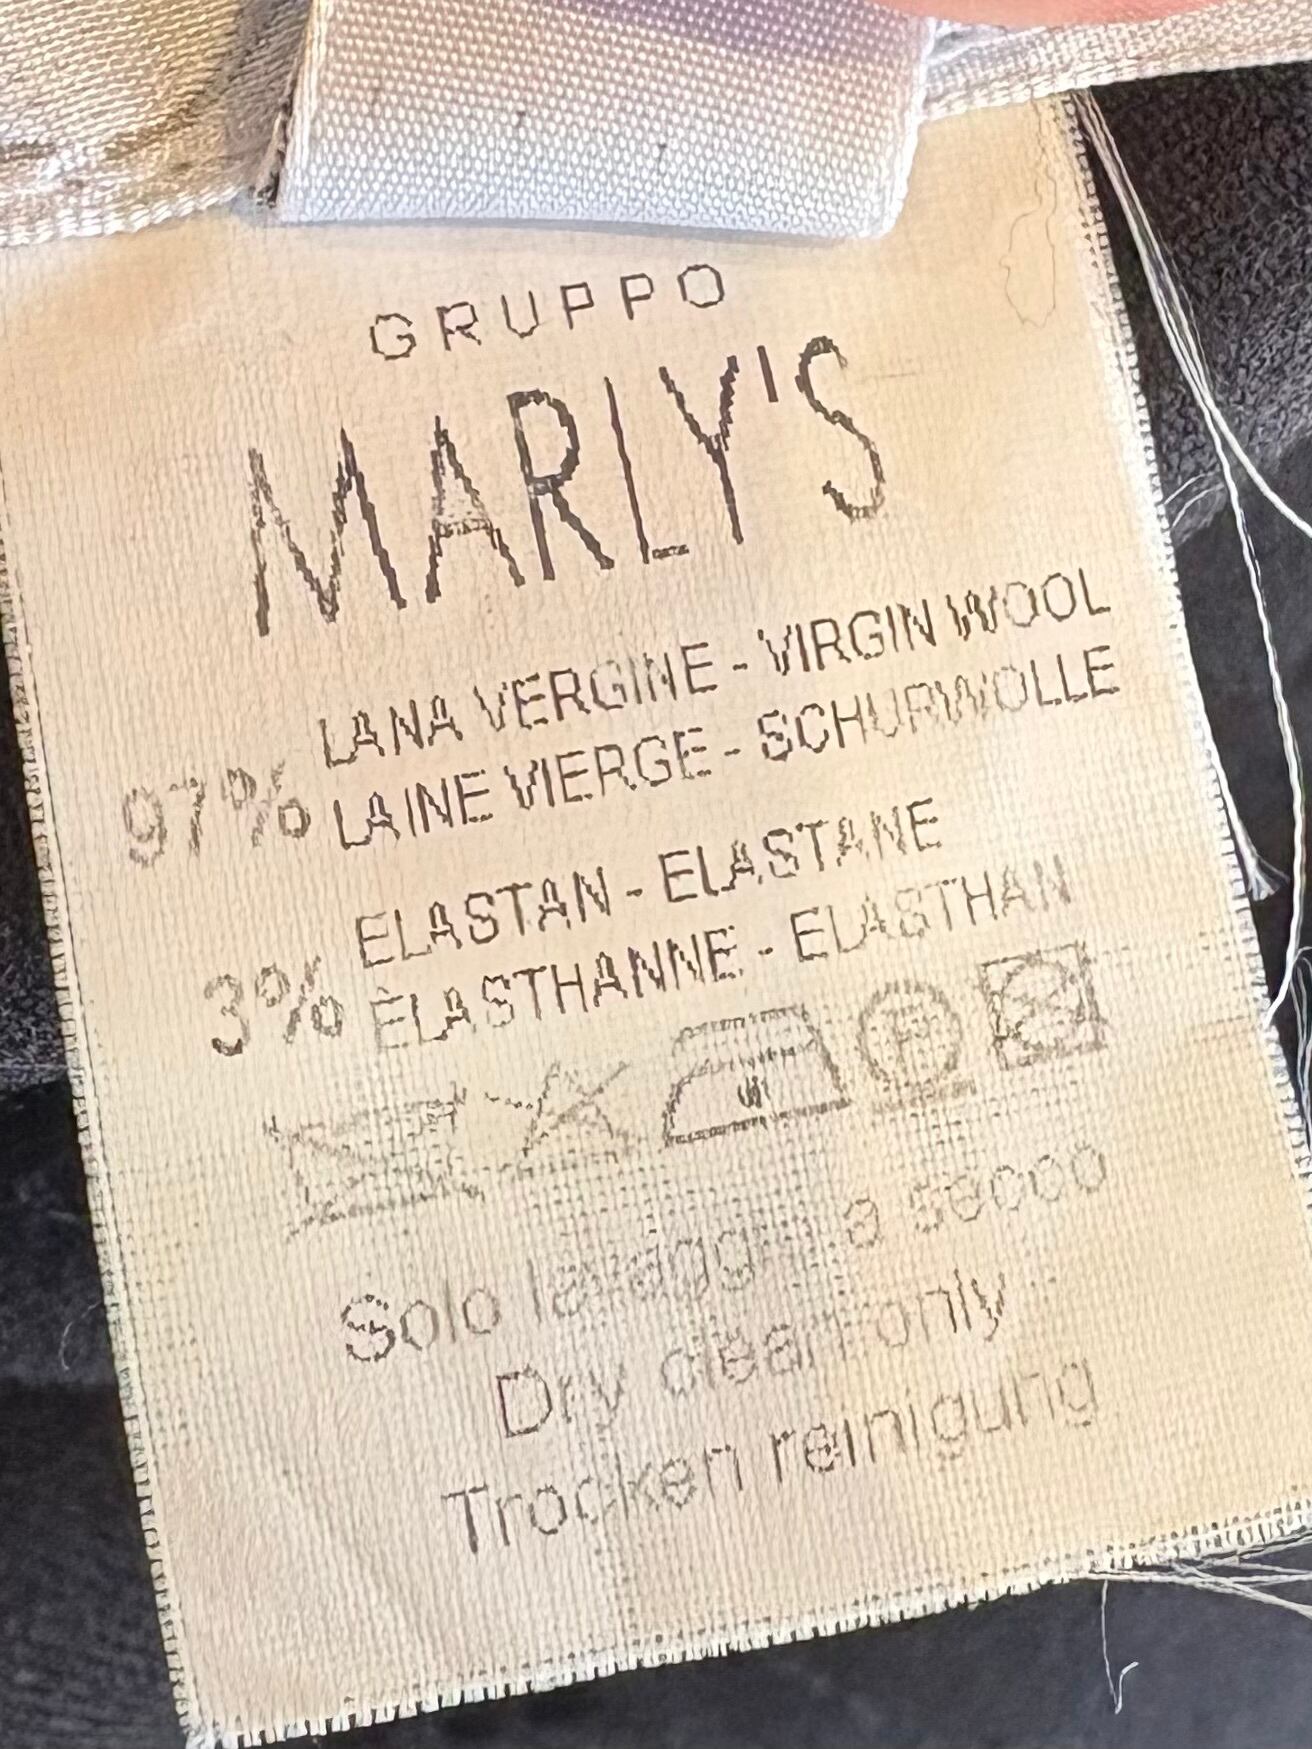 GRUPPO
MARLY'S
97% LANA VERGINE - VIRGIN WOOL
LAINE VIERGE - SCHURWOLLE
3% ELASTAN - ELASTANE
ELASTHANNE - ELASTHAN
P
Solo lavaggio a secco
Dry clean only
Trocken reinigung